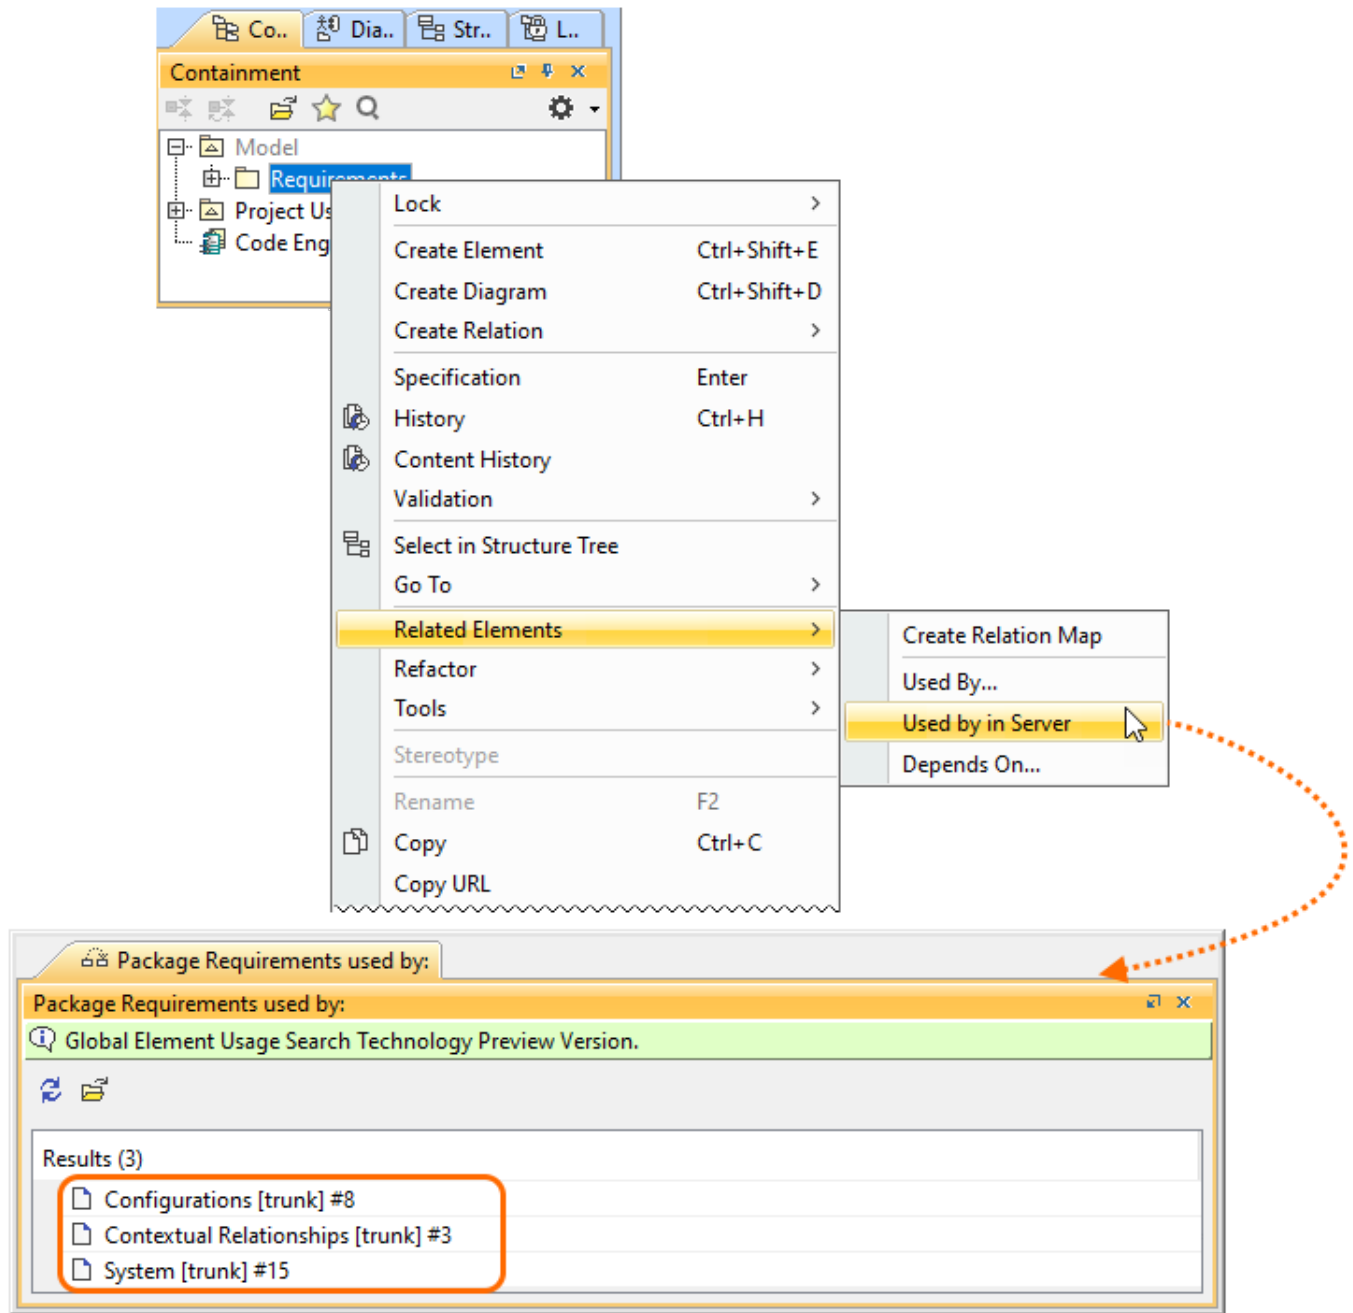 Co.. Dia.. Str.. L..
Containment
Model
Requirements
Project Us
Code Eng
Lock
Create Element Ctrl+Shift+E
Create Diagram Ctrl+Shift+D
Create Relation
Specification Enter
History Ctrl+H
Content History
Validation
Select in Structure Tree
Go To
Related Elements
Refactor
Tools
Stereotype
Rename F2
Copy Ctrl+C
Copy URL
Create Relation Map
Used By...
Used by in Server
Depends On...
Package Requirements used by:
Package Requirements used by:
Global Element Usage Search Technology Preview Version.
Results (3)
Configurations [trunk] #8
Contextual Relationships [trunk] #3
System [trunk] #15